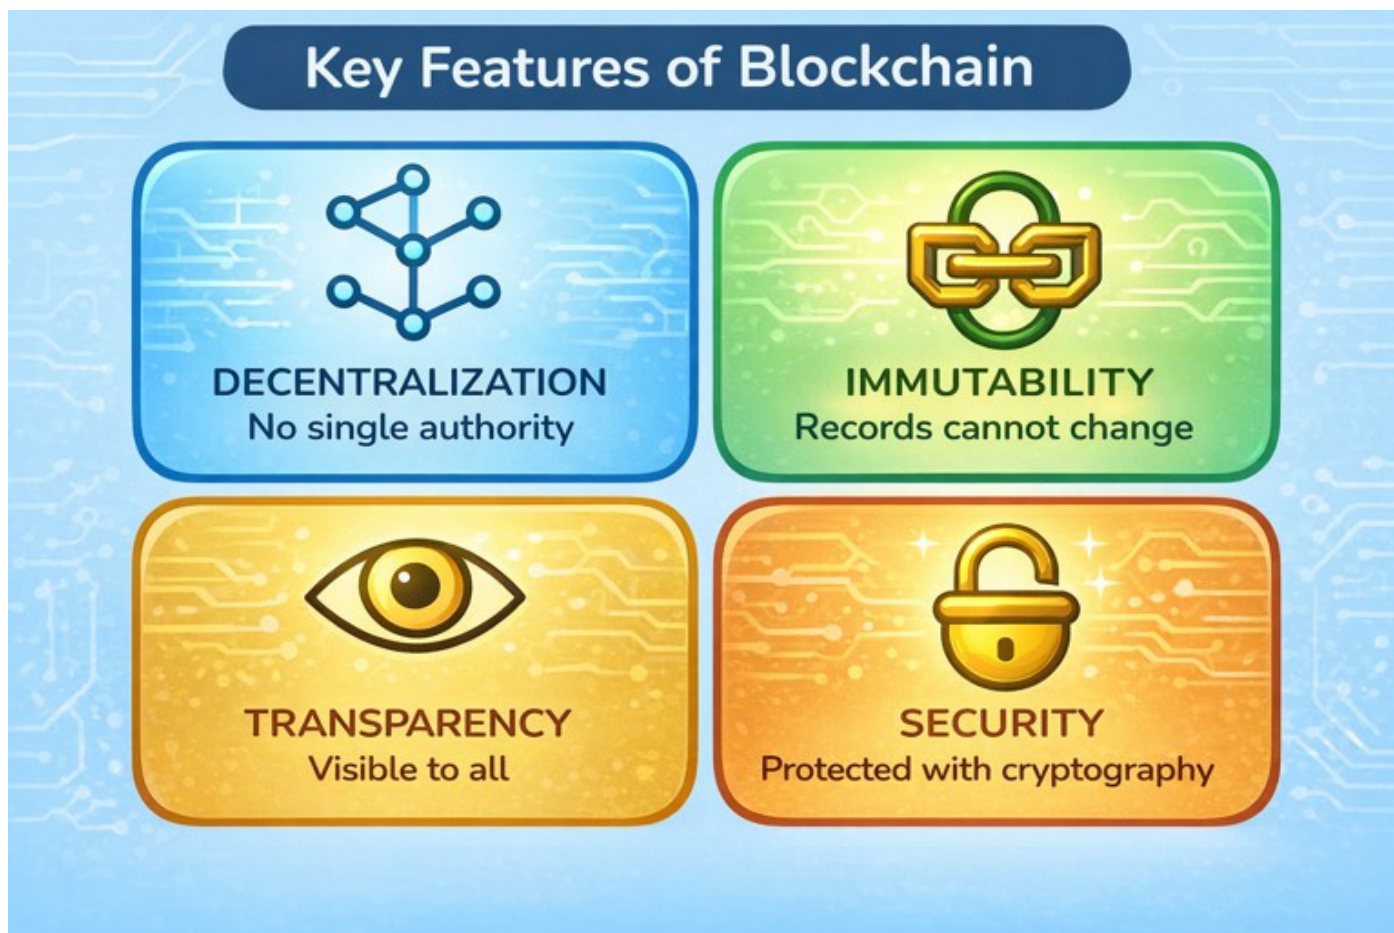 Key Features of Blockchain
DECENTRALIZATION
No single authority
IMMUTABILITY
Records cannot change
TRANSPARENCY
Visible to all
SECURITY
Protected with cryptography